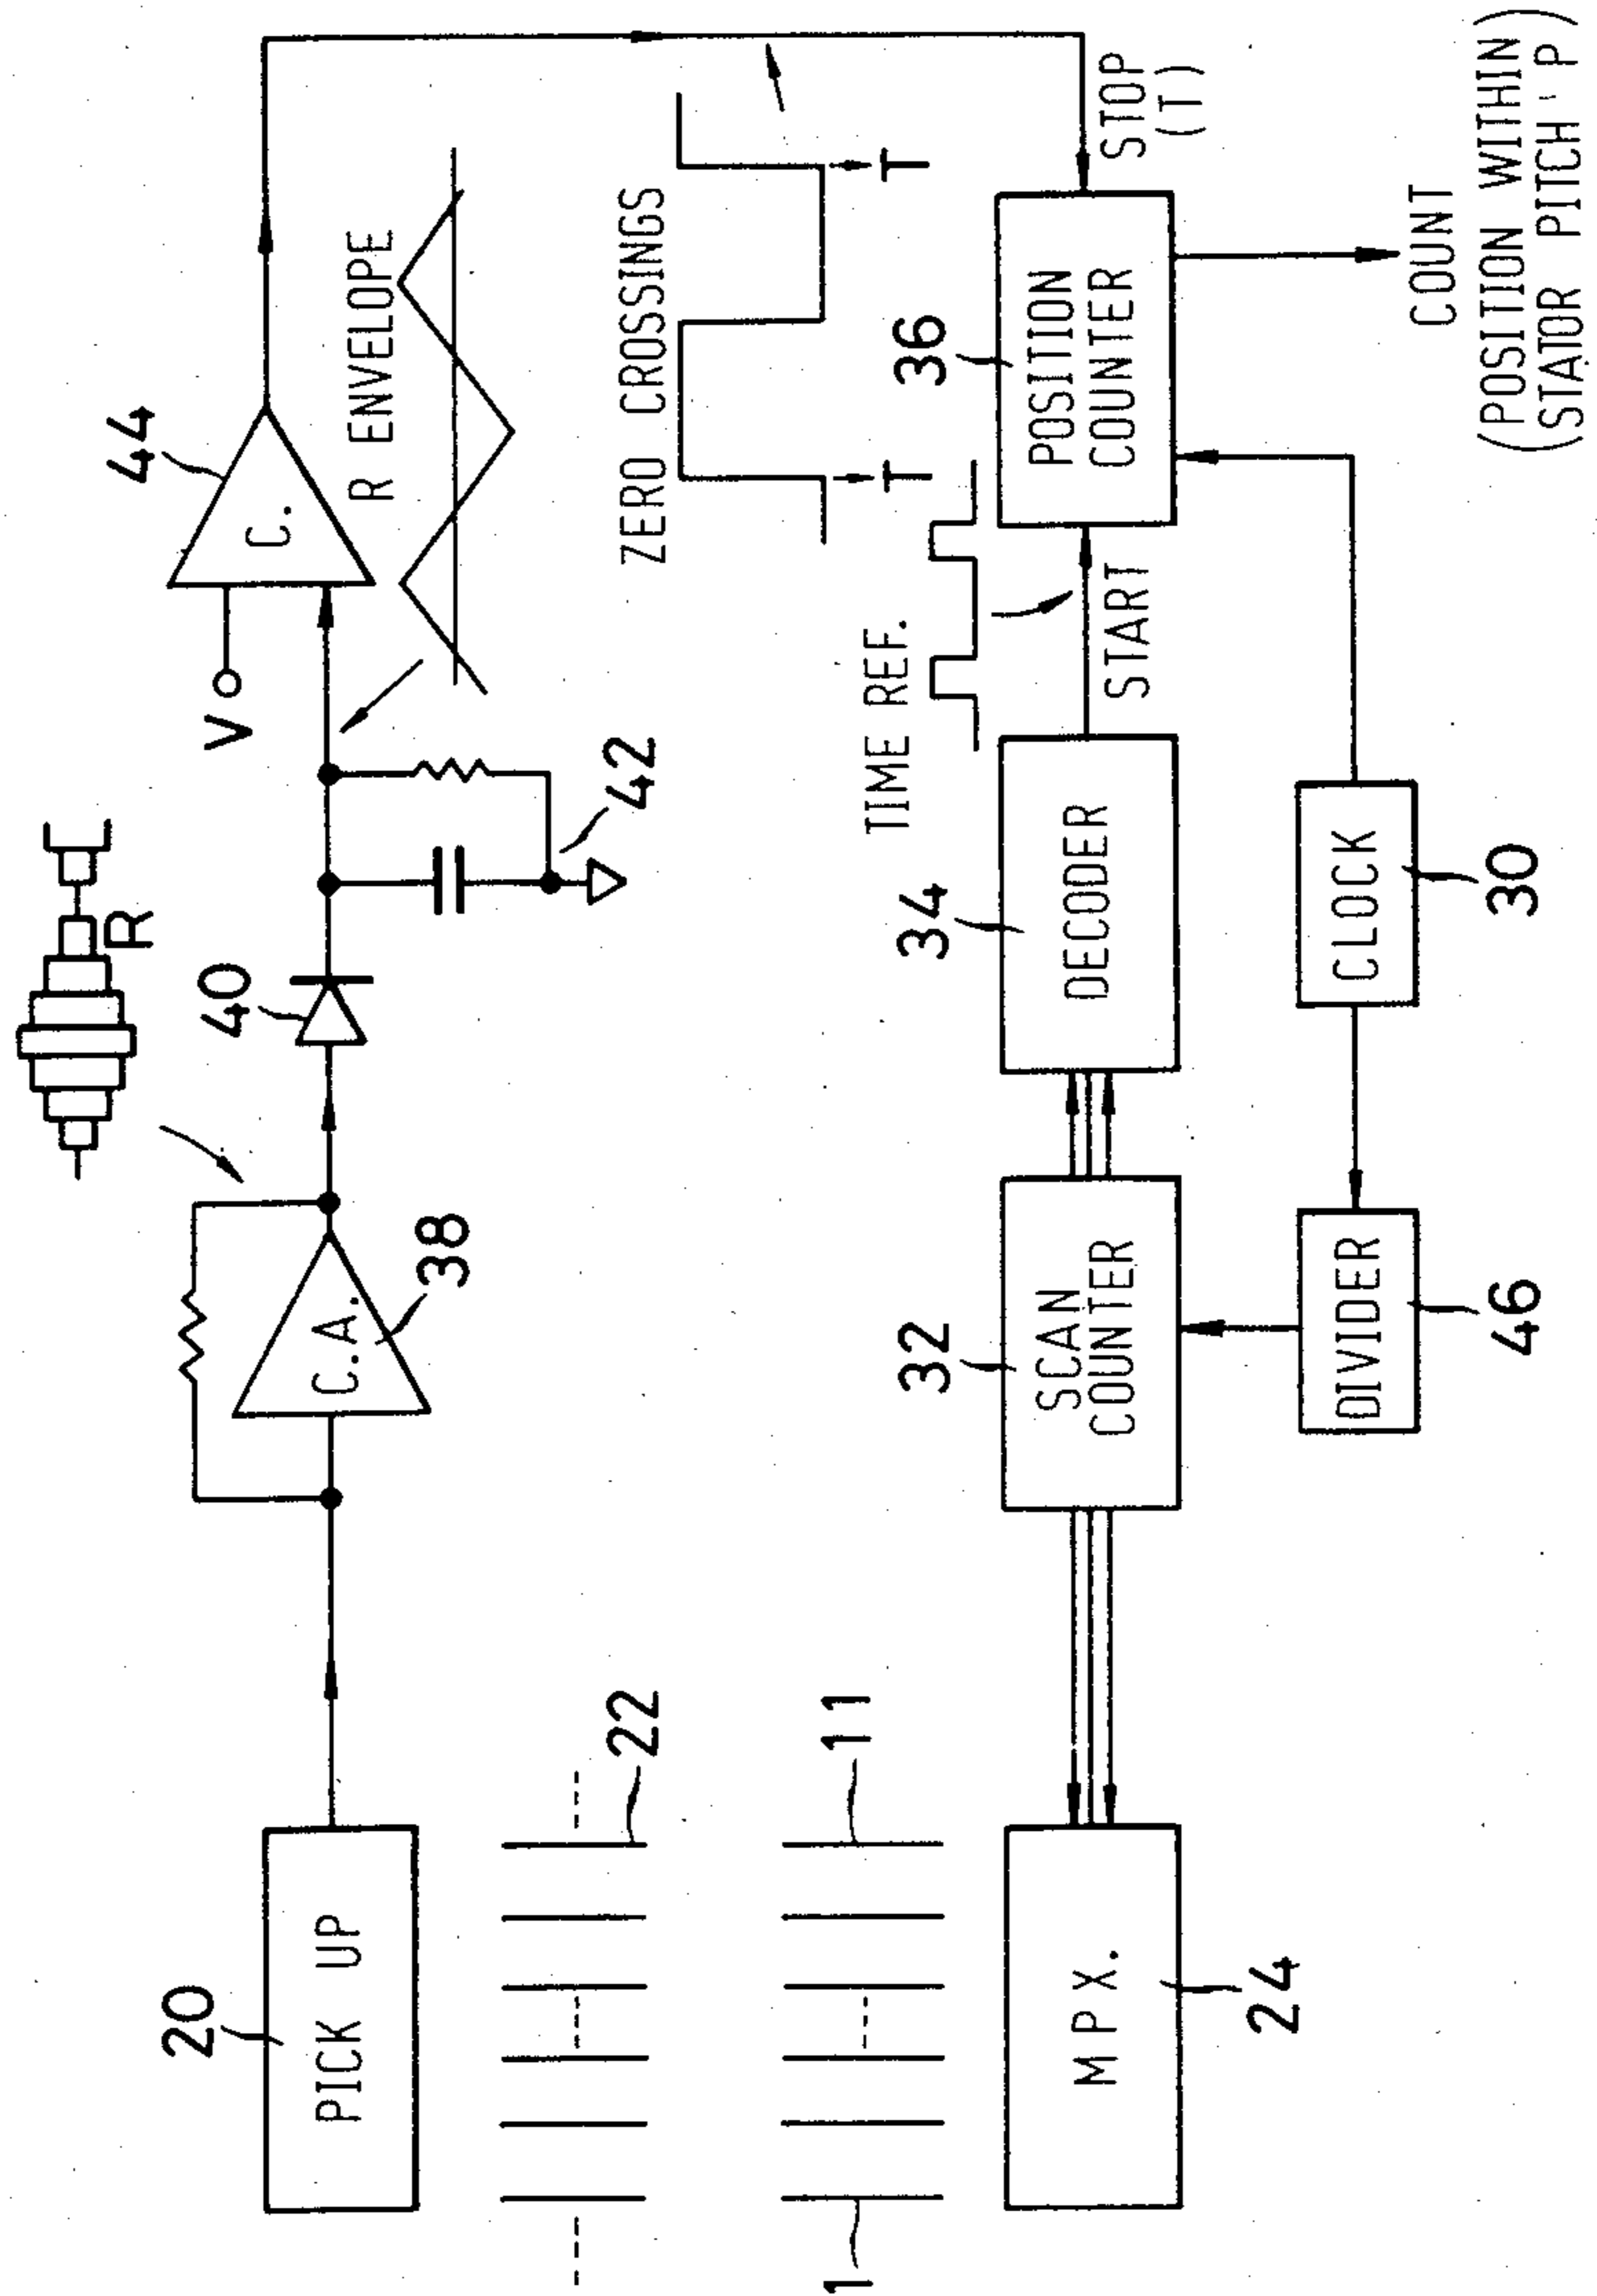 20
PICK UP
C.A.
38
R
40
42
V
C.
44
R ENVELOPE
ZERO CROSSINGS
T
T
22
1
11
MPX.
24
32
SCAN
COUNTER
34
DECODER
TIME REF.
START
36
POSITION
COUNTER
STOP
(T)
DIVIDER
46
CLOCK
30
COUNT
(POSITION WITHIN
STATOR PITCH P)